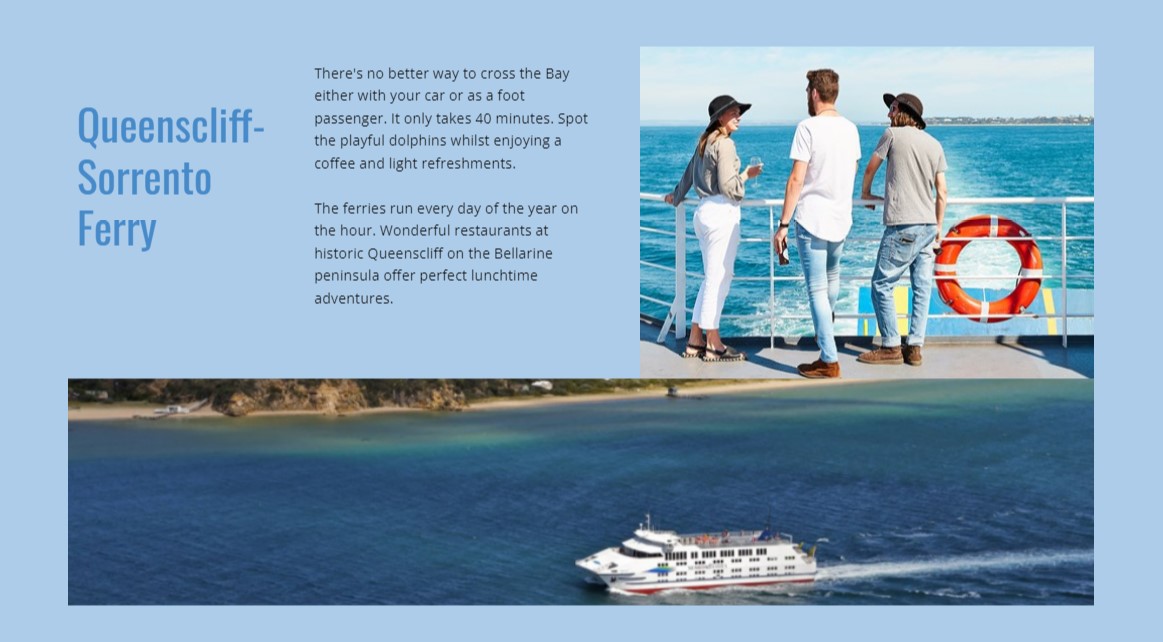 Queenscliff-
Sorrento
Ferry
There's no better way to cross the Bay
either with your car or as a foot
passenger. It only takes 40 minutes. Spot
the playful dolphins whilst enjoying a
coffee and light refreshments.
The ferries run every day of the year on
the hour. Wonderful restaurants at
historic Queenscliff on the Bellarine
peninsula offer perfect lunchtime
adventures.